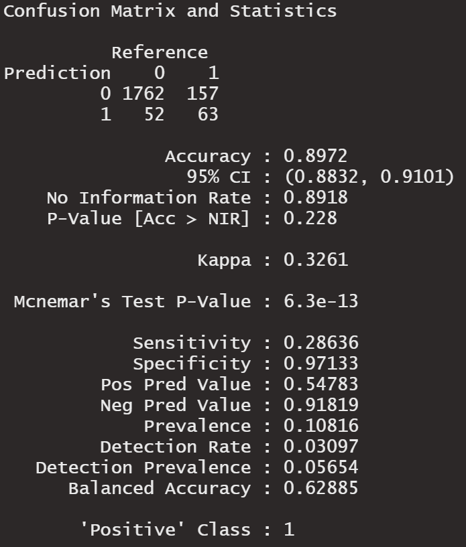 Confusion Matrix and Statistics
Reference
Prediction 0 1
0 1762 157
1 52 63
Accuracy : 0.8972
95% CI : (0.8832, 0.9101)
No Information Rate : 0.8918
P-Value [Acc > NIR] : 0.228
Kappa : 0.3261
Mcnemar's Test P-Value : 6.3e-13
Sensitivity : 0.28636
Specificity : 0.97133
Pos Pred Value : 0.54783
Neg Pred Value : 0.91819
Prevalence : 0.10816
Detection Rate : 0.03097
Detection Prevalence : 0.05654
Balanced Accuracy : 0.62885
'Positive' Class : 1